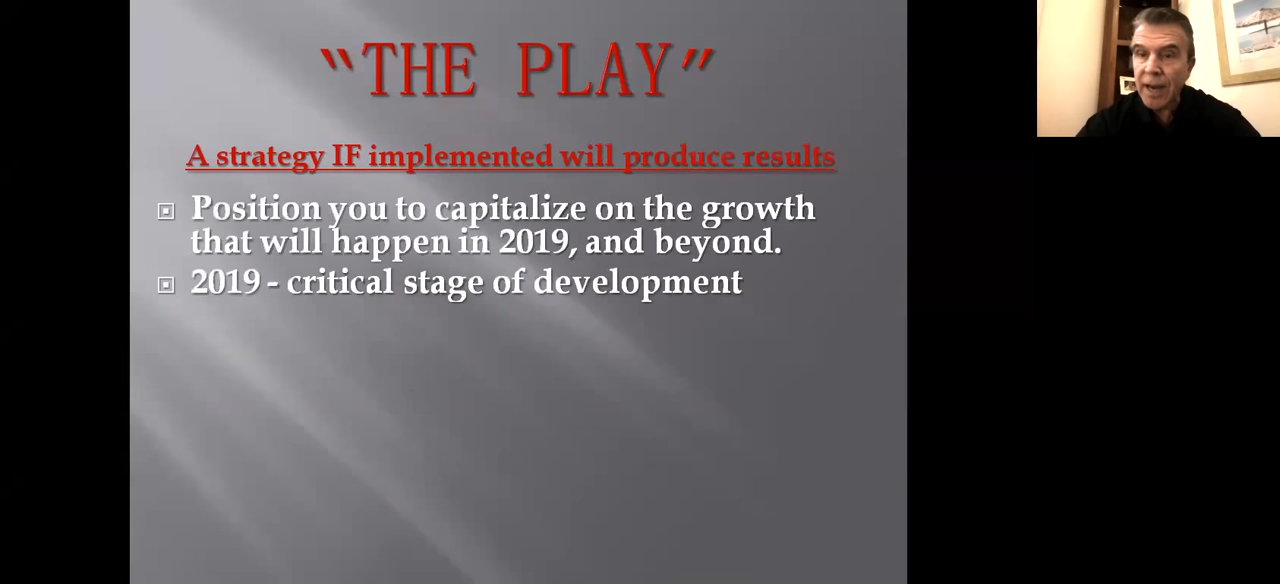 “THE PLAY”
A strategy IF implemented will produce results
Position you to capitalize on the growth
that will happen in 2019, and beyond.
2019 - critical stage of development